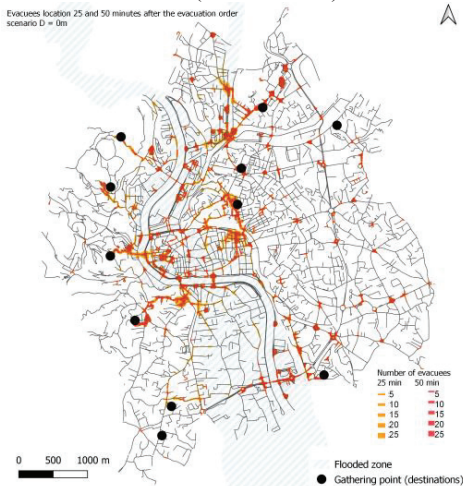 Evacuees location 25 and 50 minutes after the evacuation order
scenario D = 0m
Number of evacuees
25 min 50 min
5 5
10 10
15 15
20 20
25 25
0 500 1000 m
Flooded zone
Gathering point (destinations)